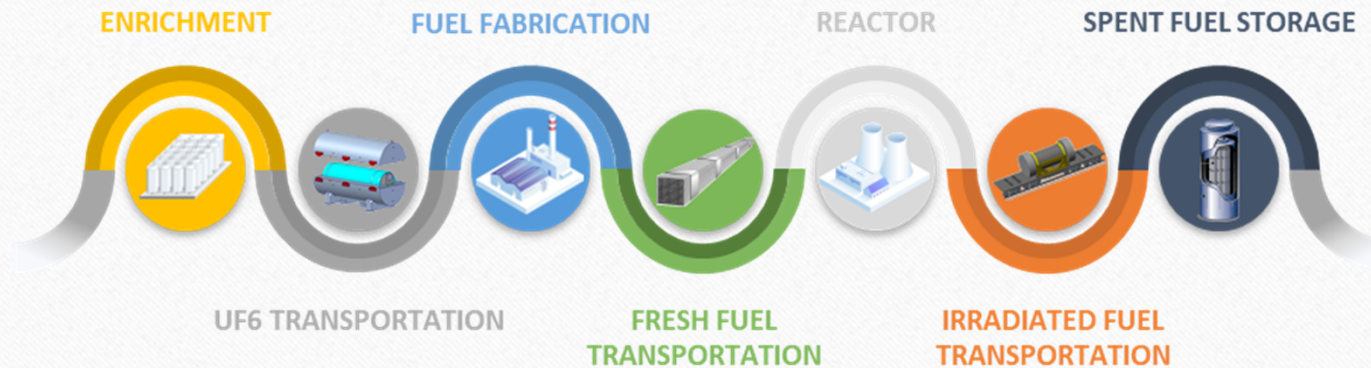 ENRICHMENT
FUEL FABRICATION
REACTOR
SPENT FUEL STORAGE
UF6 TRANSPORTATION
FRESH FUEL
TRANSPORTATION
IRRADIATED FUEL
TRANSPORTATION